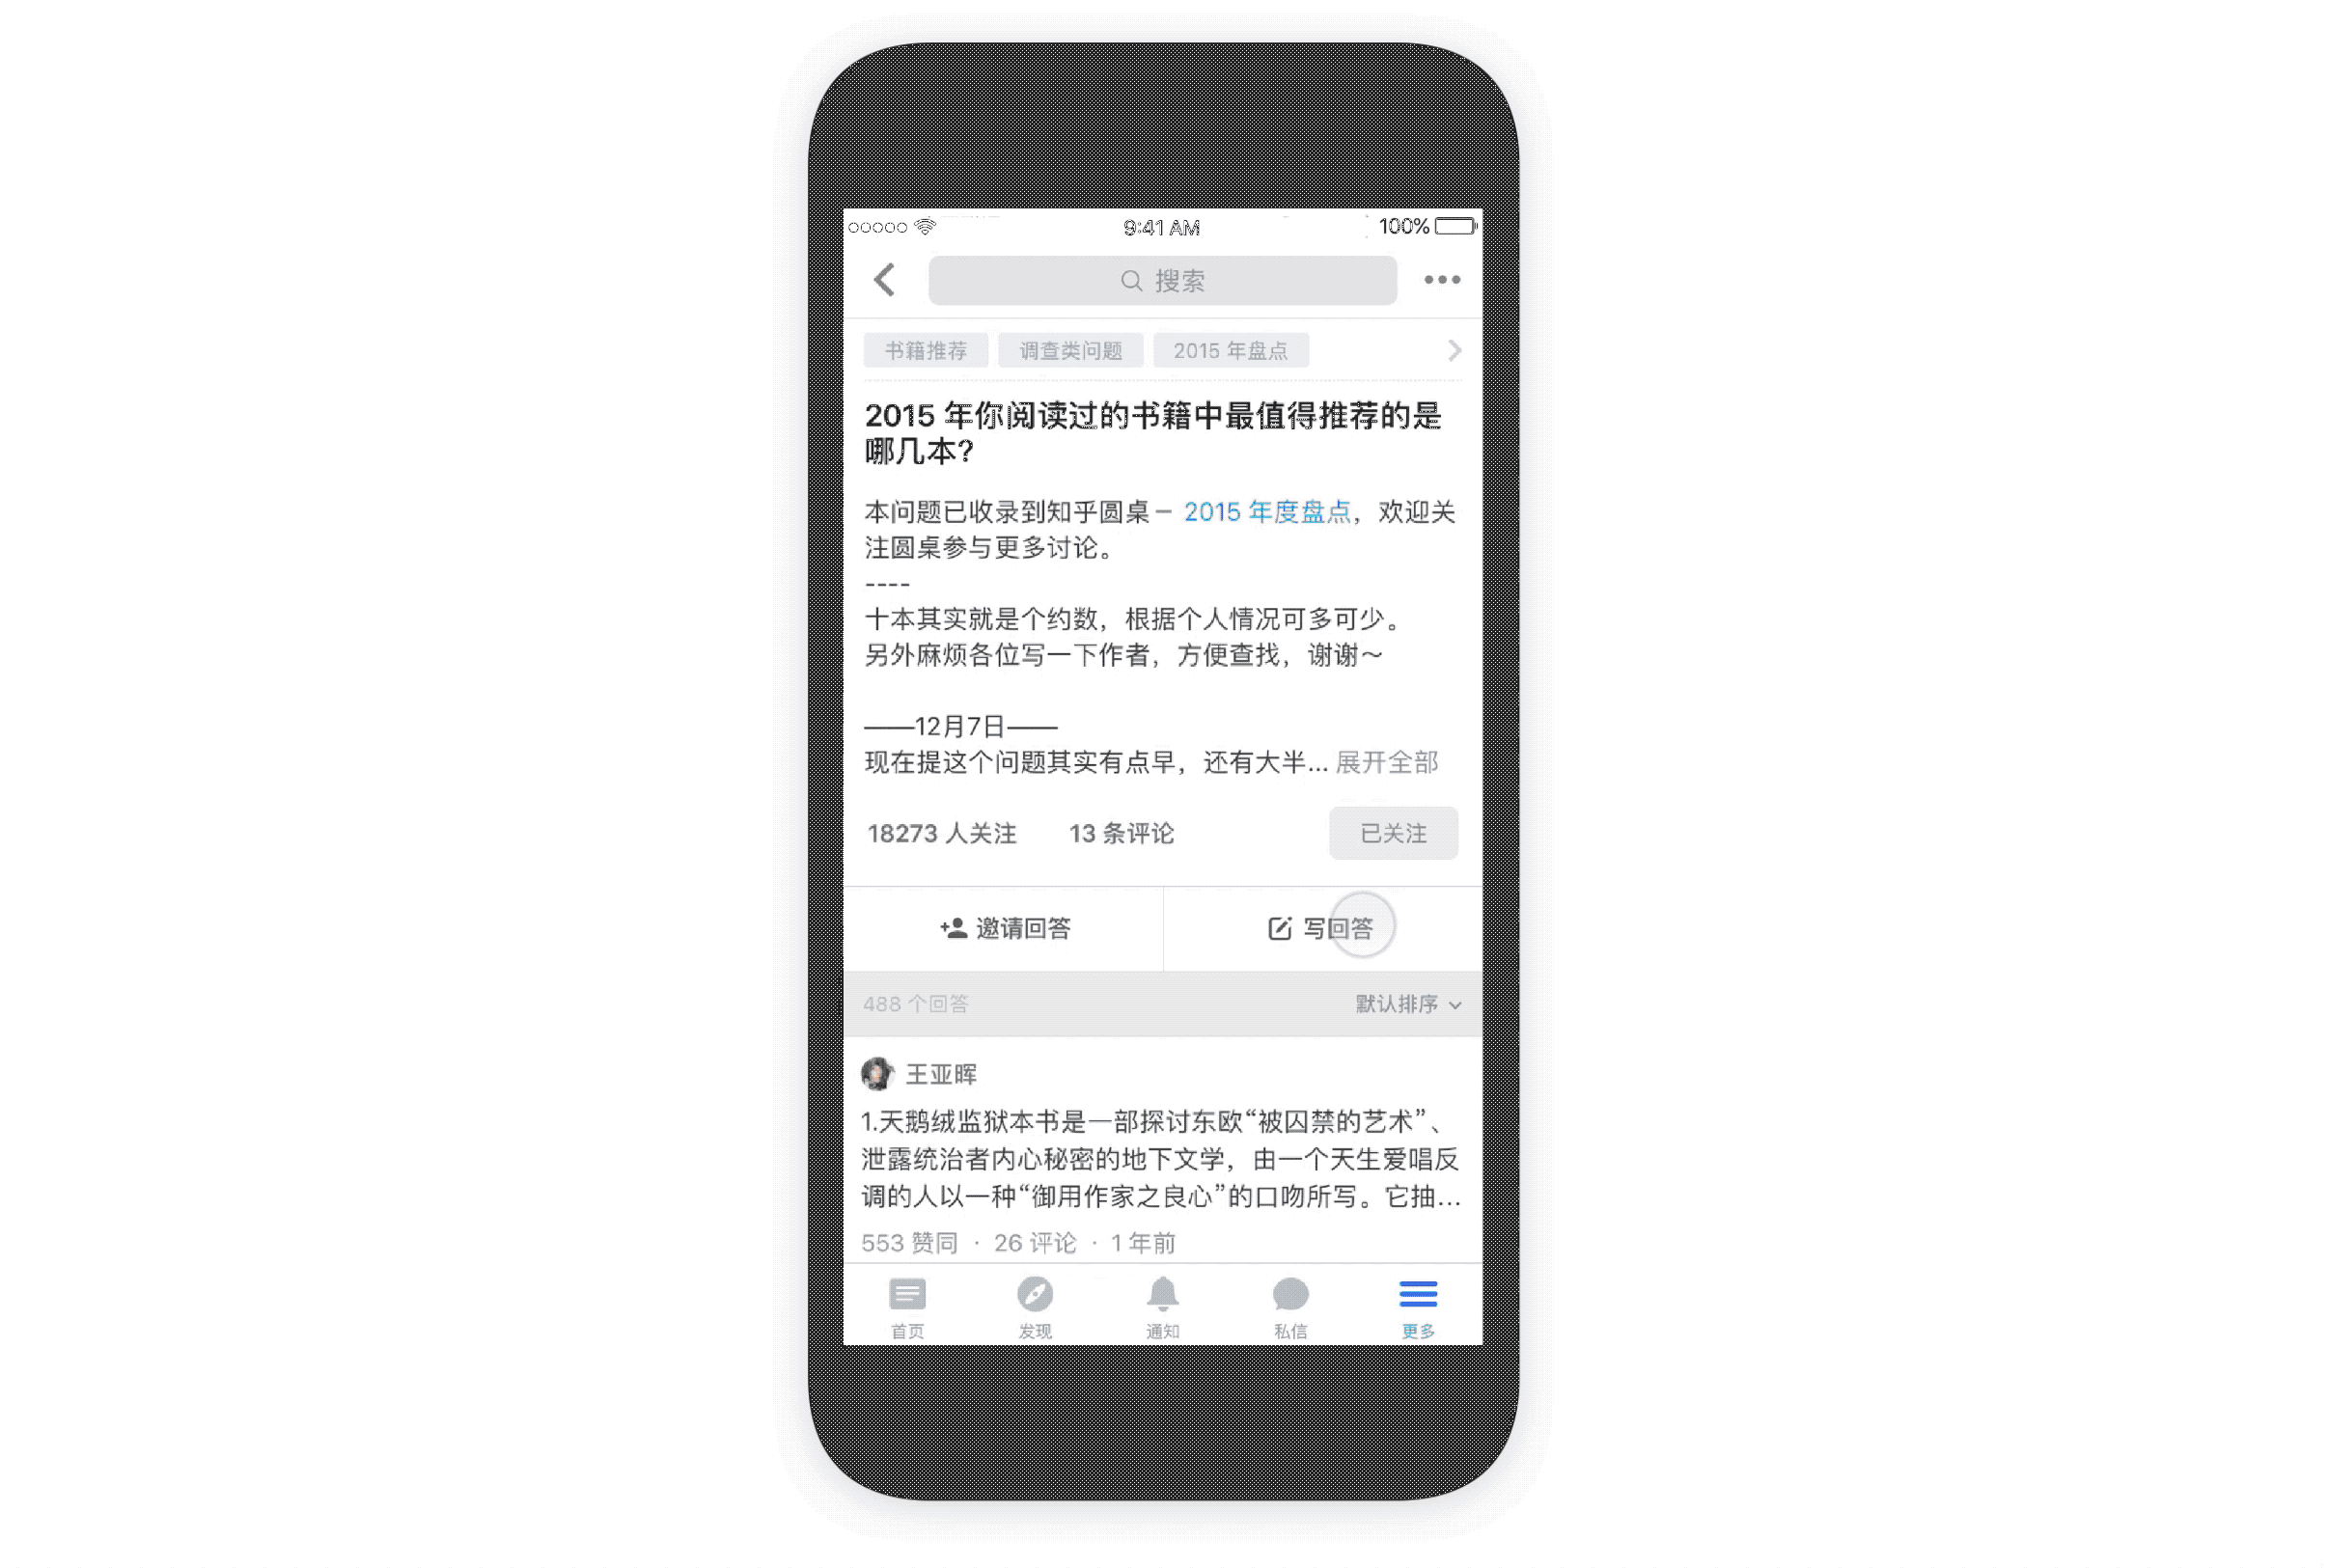 9:41 AM
100%
搜索
书籍推荐
调查类问题
2015 年盘点
2015 年你阅读过的书籍中最值得推荐的是
哪几本?
本问题已收录到知乎圆桌 – 2015 年度盘点，欢迎关
注圆桌参与更多讨论。
----
十本其实就是个约数，根据个人情况可多可少。
另外麻烦各位写一下作者，方便查找，谢谢～
——12月7日——
现在提这个问题其实有点早，还有大半... 展开全部
18273 人关注
13 条评论
已关注
邀请回答
写回答
488 个回答
默认排序
王亚晖
1.天鹅绒监狱本书是一部探讨东欧“被囚禁的艺术”、
泄露统治者内心秘密的地下文学，由一个天生爱唱反
调的人以一种“御用作家之良心”的口吻所写。它抽...
553 赞同 · 26 评论 · 1 年前
首页
发现
通知
私信
更多